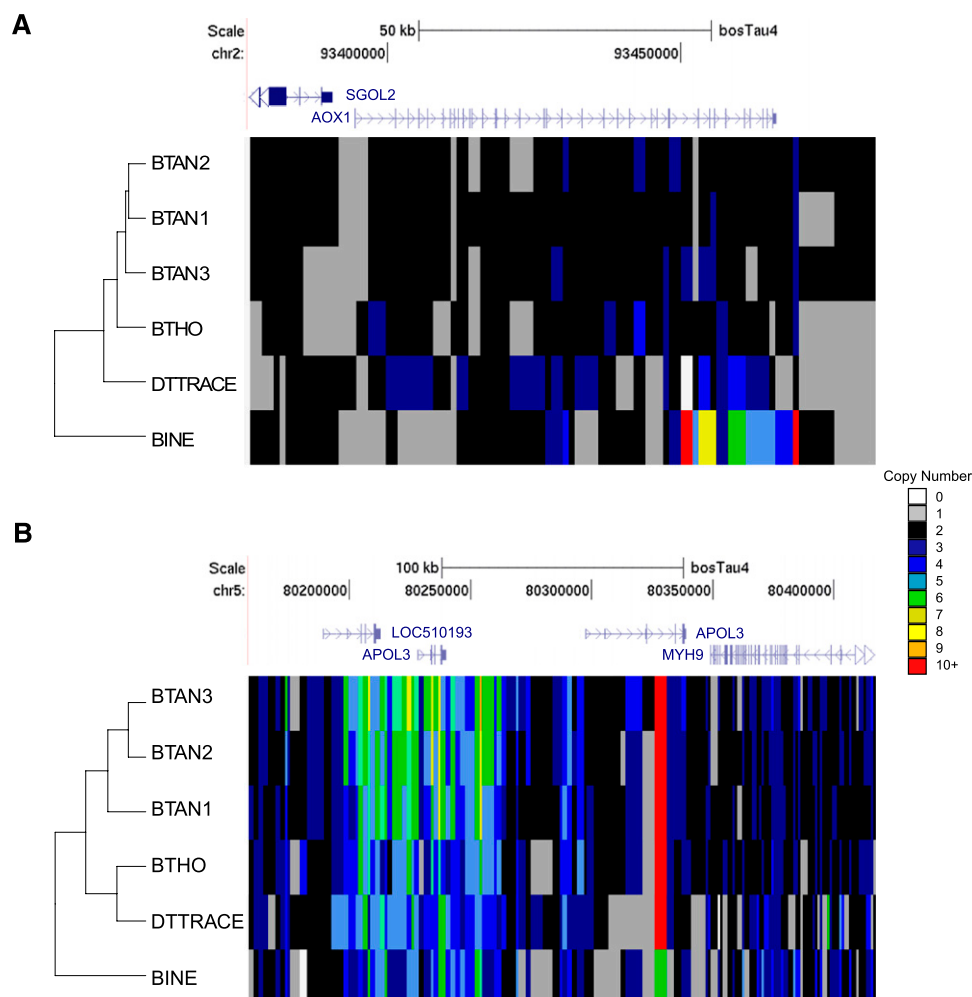 A
Scale 50 kb bosTau4
chr2: 93400000 93450000
SGOL2
AOX1
BTAN2
BTAN1
BTAN3
BTHO
DTTRACE
BINE
Copy Number
0
1
2
3
4
5
6
7
8
9
10+
B
Scale 100 kb bosTau4
chr5: 80200000 80250000 80300000 80350000 80400000
LOC510193 APOL3
APOL3 MYH9
BTAN3
BTAN2
BTAN1
BTHO
DTTRACE
BINE